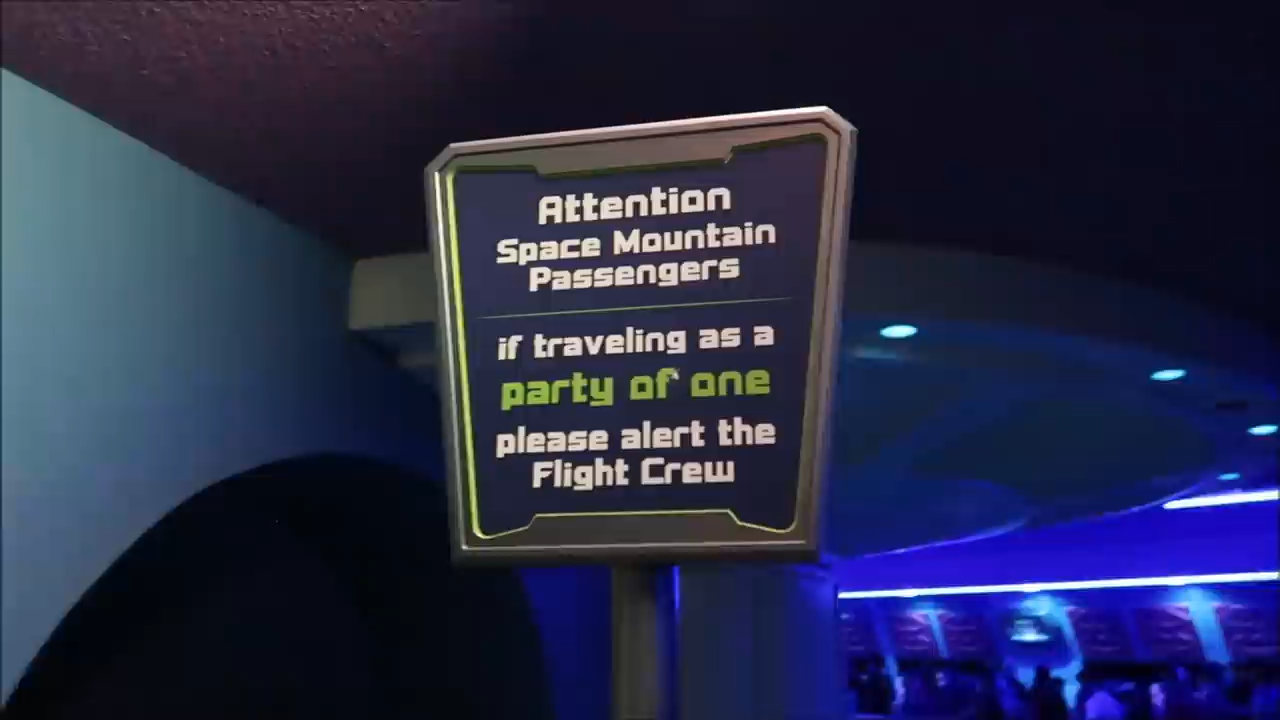 Attention
Space Mountain
Passengers
if traveling as a
party of one
please alert the
Flight Crew